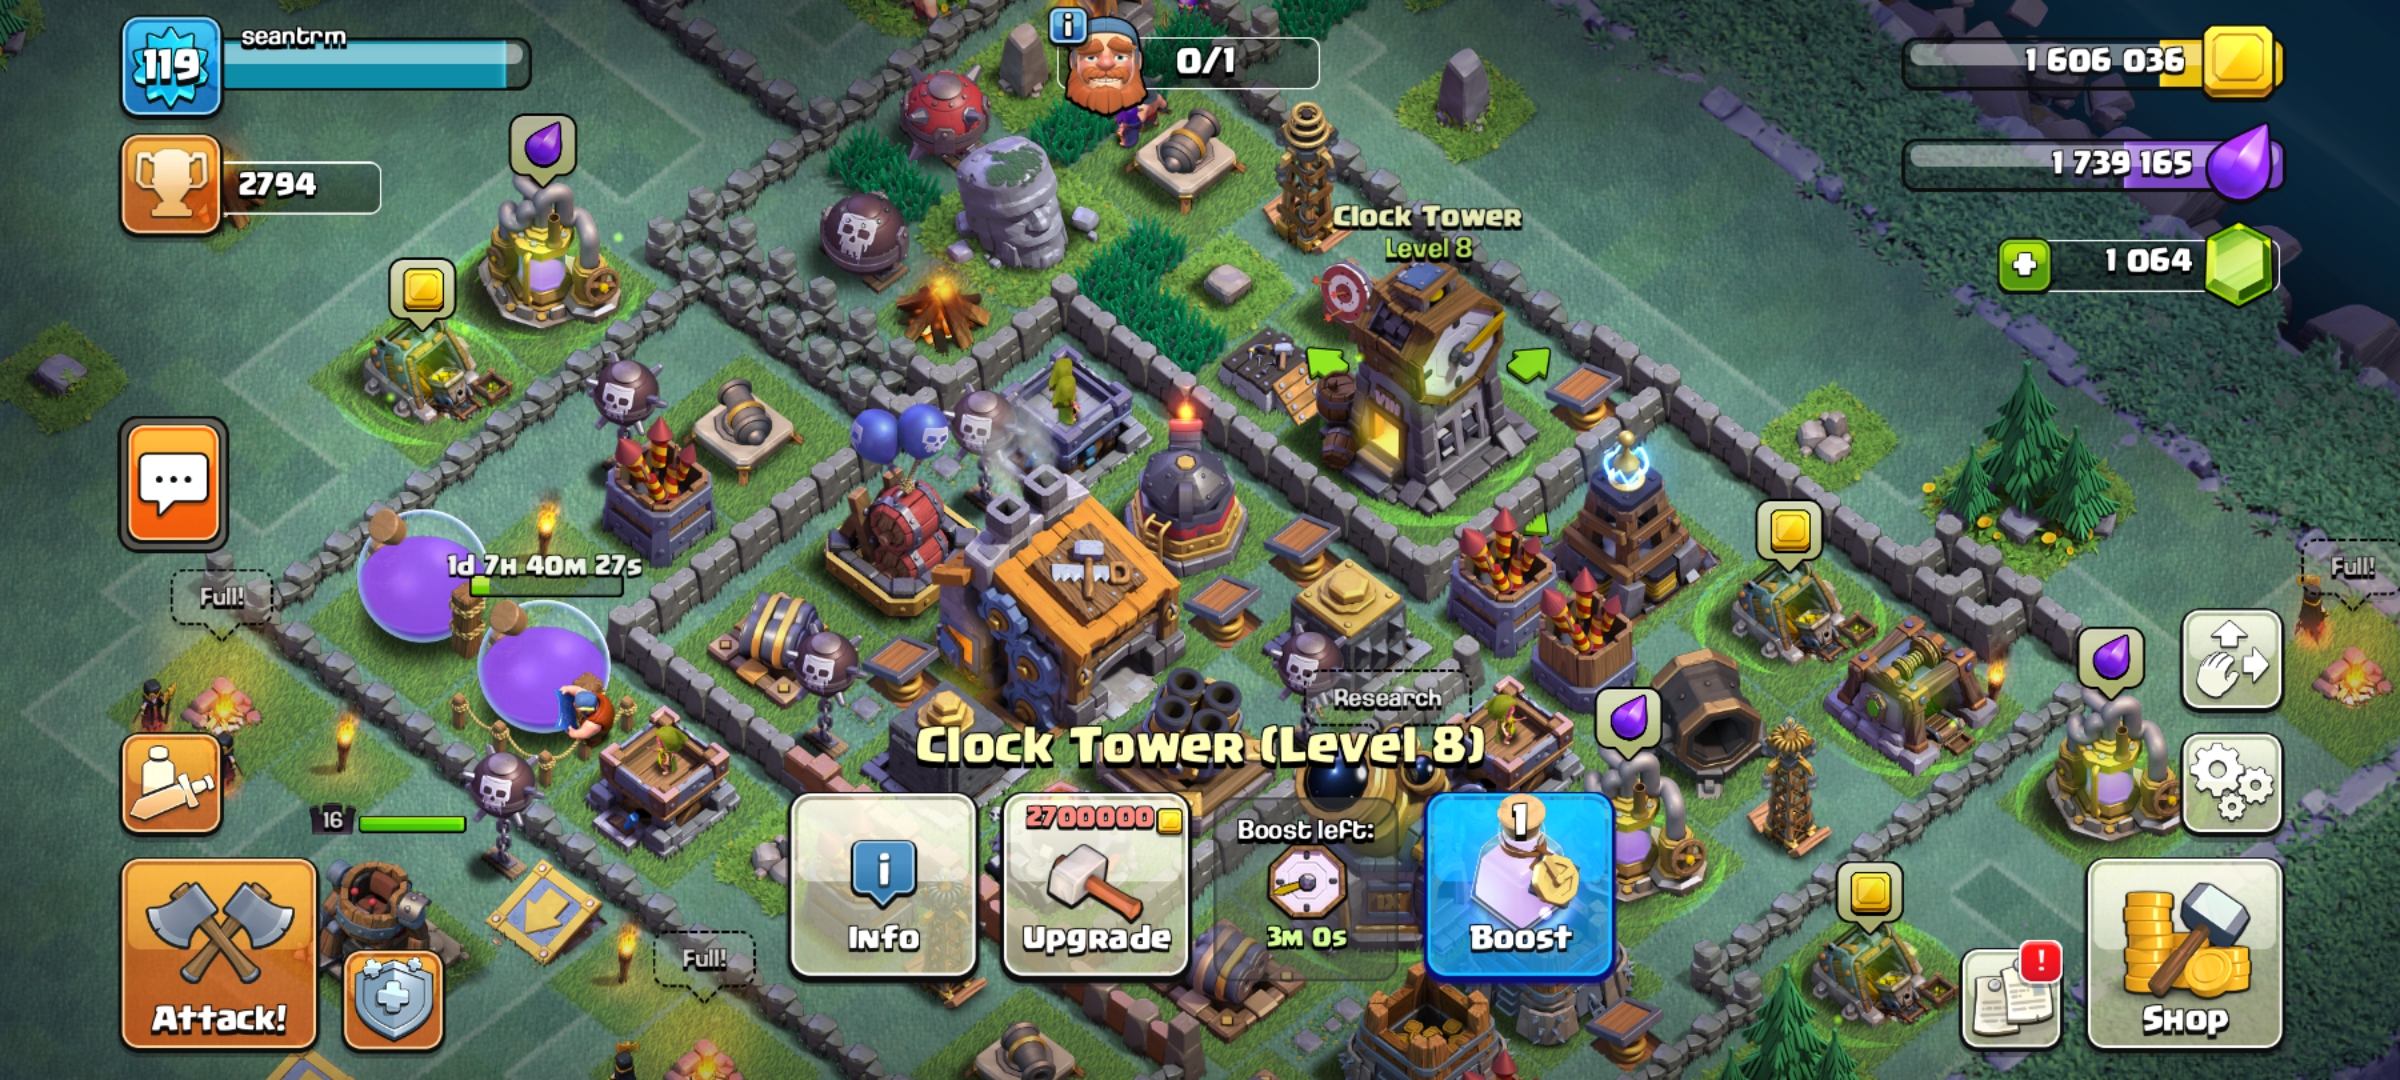 119
seantrm
0/1
1 606 036
2794
1 739 165
1 064
Clock Tower
Level 8
VIII
1d 7h 40m 27s
Full!
Full!
Research
Clock Tower (Level 8)
16
2700000
Boost left:
1
Info
Upgrade
3m 0s
Boost
Full!
IX
!
Attack!
Shop